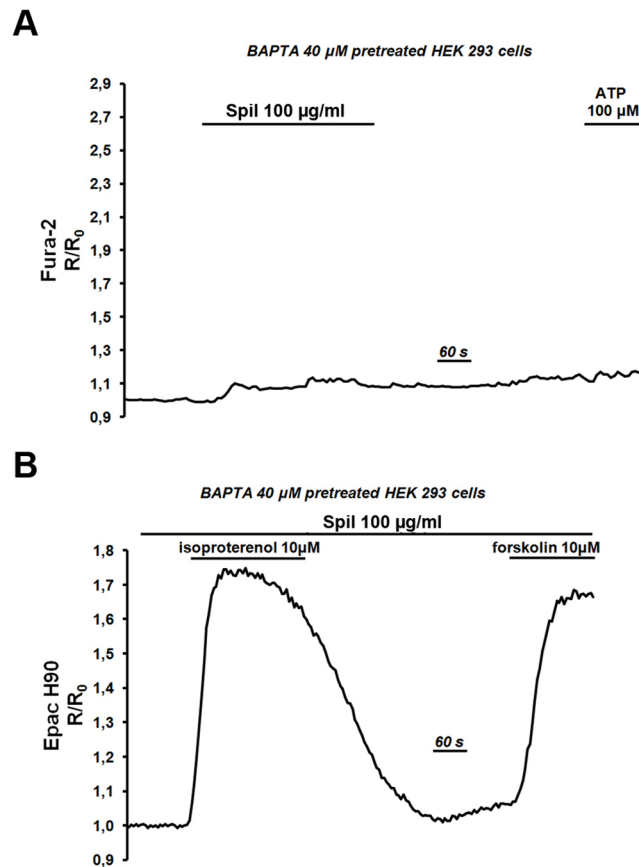 A
BAPTA 40 µM pretreated HEK 293 cells
2,9
2,7
2,5
2,3
2,1
1,9
1,7
1,5
1,3
1,1
0,9
Fura-2
R/R0
Spil 100 µg/ml
ATP
100 µM
60 s
B
BAPTA 40 µM pretreated HEK 293 cells
Spil 100 µg/ml
isoproterenol 10µM
forskolin 10µM
1,8
1,7
1,6
1,5
1,4
1,3
1,2
1,1
1,0
0,9
Epac H90
R/R0
60 s